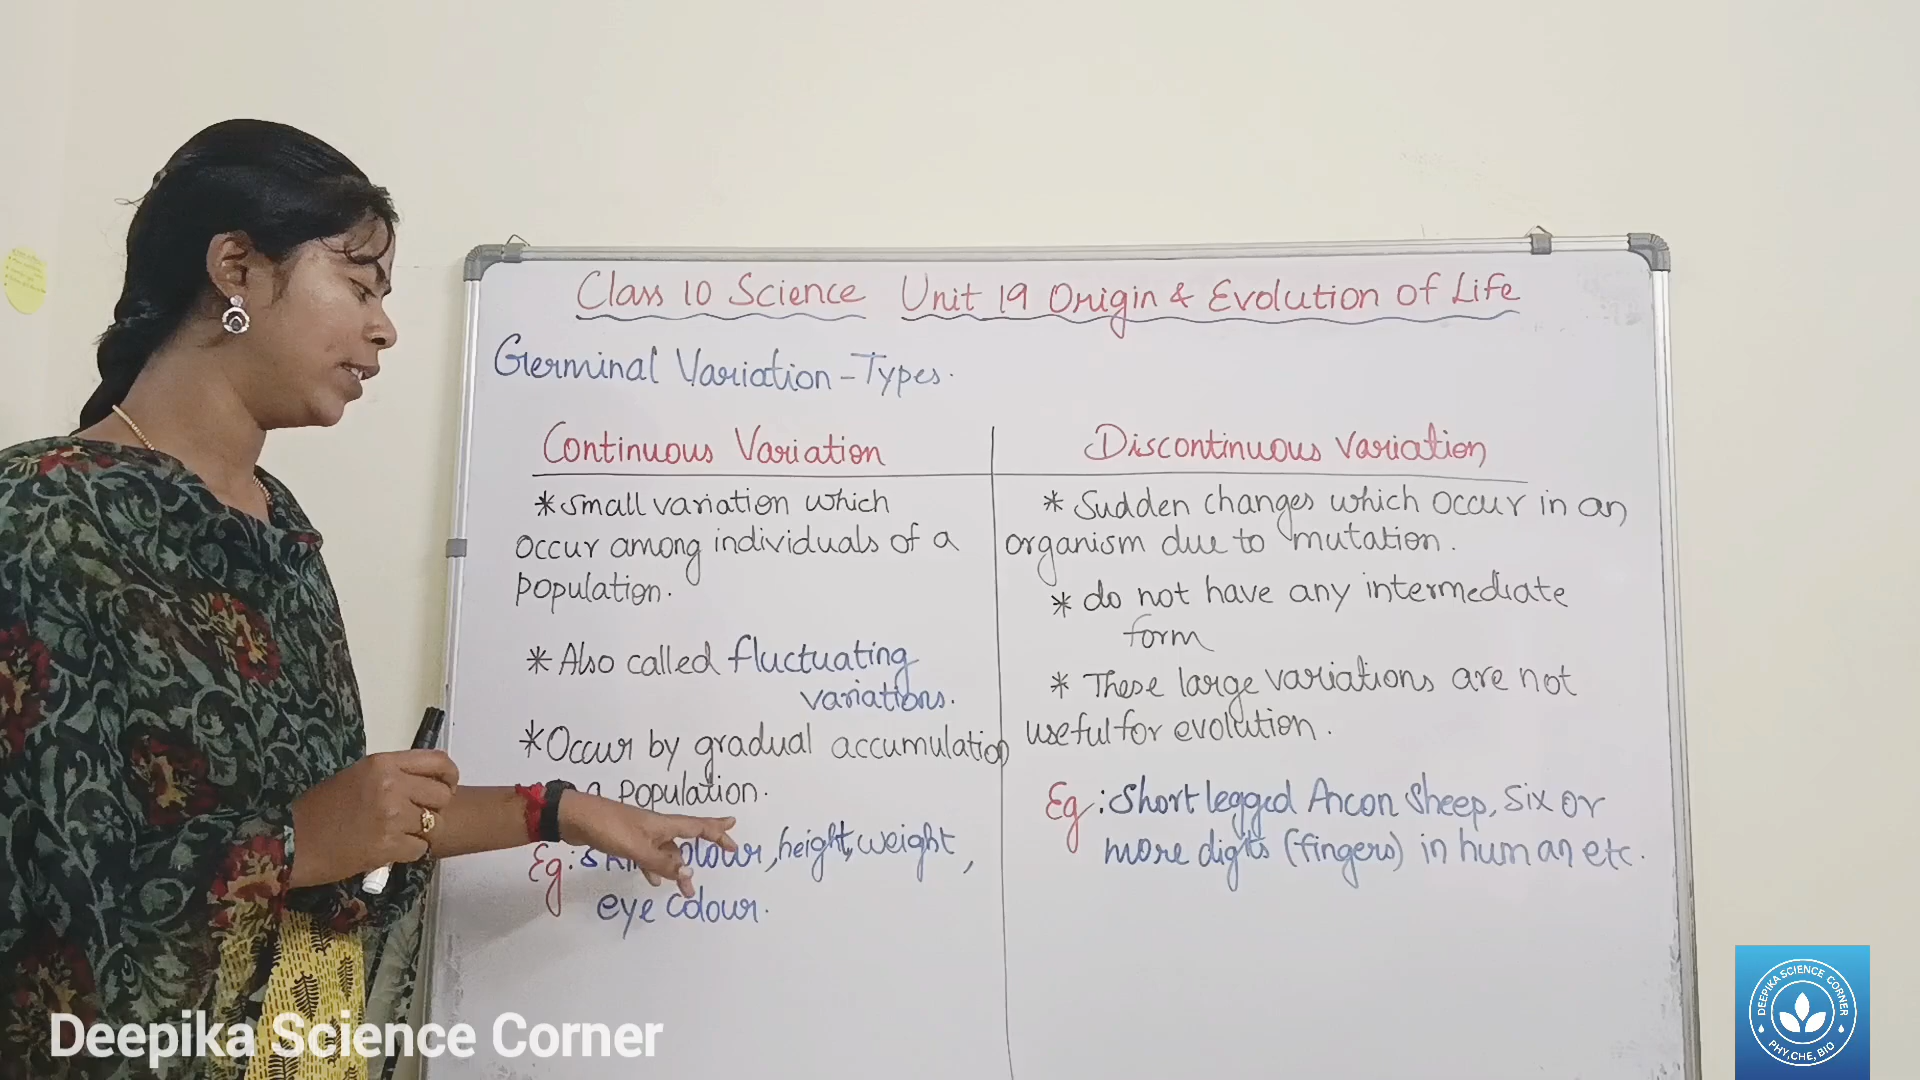 Class 10 Science Unit 19 Origin & Evolution of Life
Germinal Variation - Types.
Continuous Variation
* Small variation which
occur among individuals of a
population.
* Also called fluctuating
variations.
* Occur by gradual accumulation
a population.
Eg: colour, height, weight,
eye colour.
Discontinuous Variation
* Sudden changes which occur in an
organism due to mutation.
* do not have any intermediate
form
* These large variations are not
useful for evolution.
Eg: Short legged Ancon Sheep, Six or
more digits (fingers) in human etc.
Deepika Science Corner
DEEPIKA SCIENCE CORNER
PHY, CHE, BIO